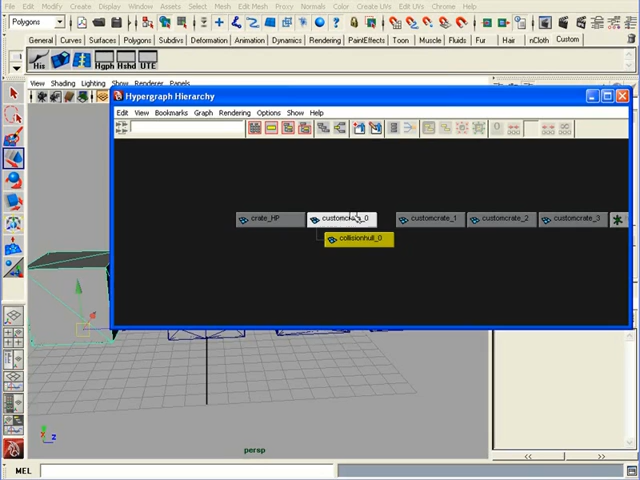 File Edit Modify Create Display Window Assets Select Mesh Edit Mesh Proxy Normals Color Create UVs Edit UVs Chrome Help
Polygons
General Curves Surfaces Polygons Subdivs Deformation Animation Dynamics Rendering PaintEffects Toon Muscle Fluids Fur Hair nCloth Custom
His Hgph Hshd UTE
View Shading Lighting Show Renderer Panels
Hypergraph Hierarchy
Edit View Bookmarks Graph Rendering Options Show Help
crate_HP customcrate_0 customcrate_1 customcrate_2 customcrate_3
collisionhull_0
persp
MEL